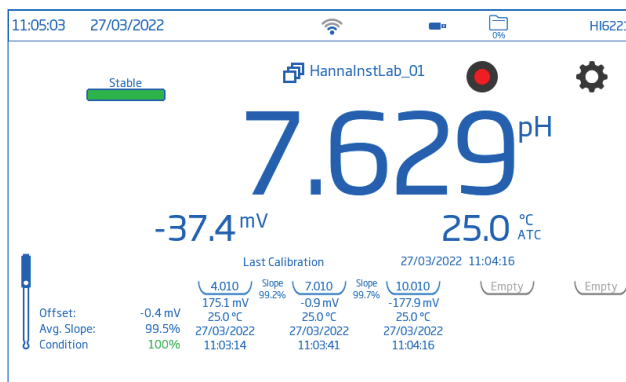 11:05:03 27/03/2022 0% HI6221
Stable
HannaInstLab_01
7.629 pH
-37.4 mV 25.0 °C ATC
Last Calibration 27/03/2022 11:04:16
4.010 Slope 99.2% 7.010 Slope 99.7% 10.010 Empty Empty
175.1 mV -0.9 mV -177.9 mV
Offset: -0.4 mV 25.0 °C 25.0 °C 25.0 °C
Avg. Slope: 99.5% 27/03/2022 27/03/2022 27/03/2022
Condition 100% 11:03:14 11:03:41 11:04:16